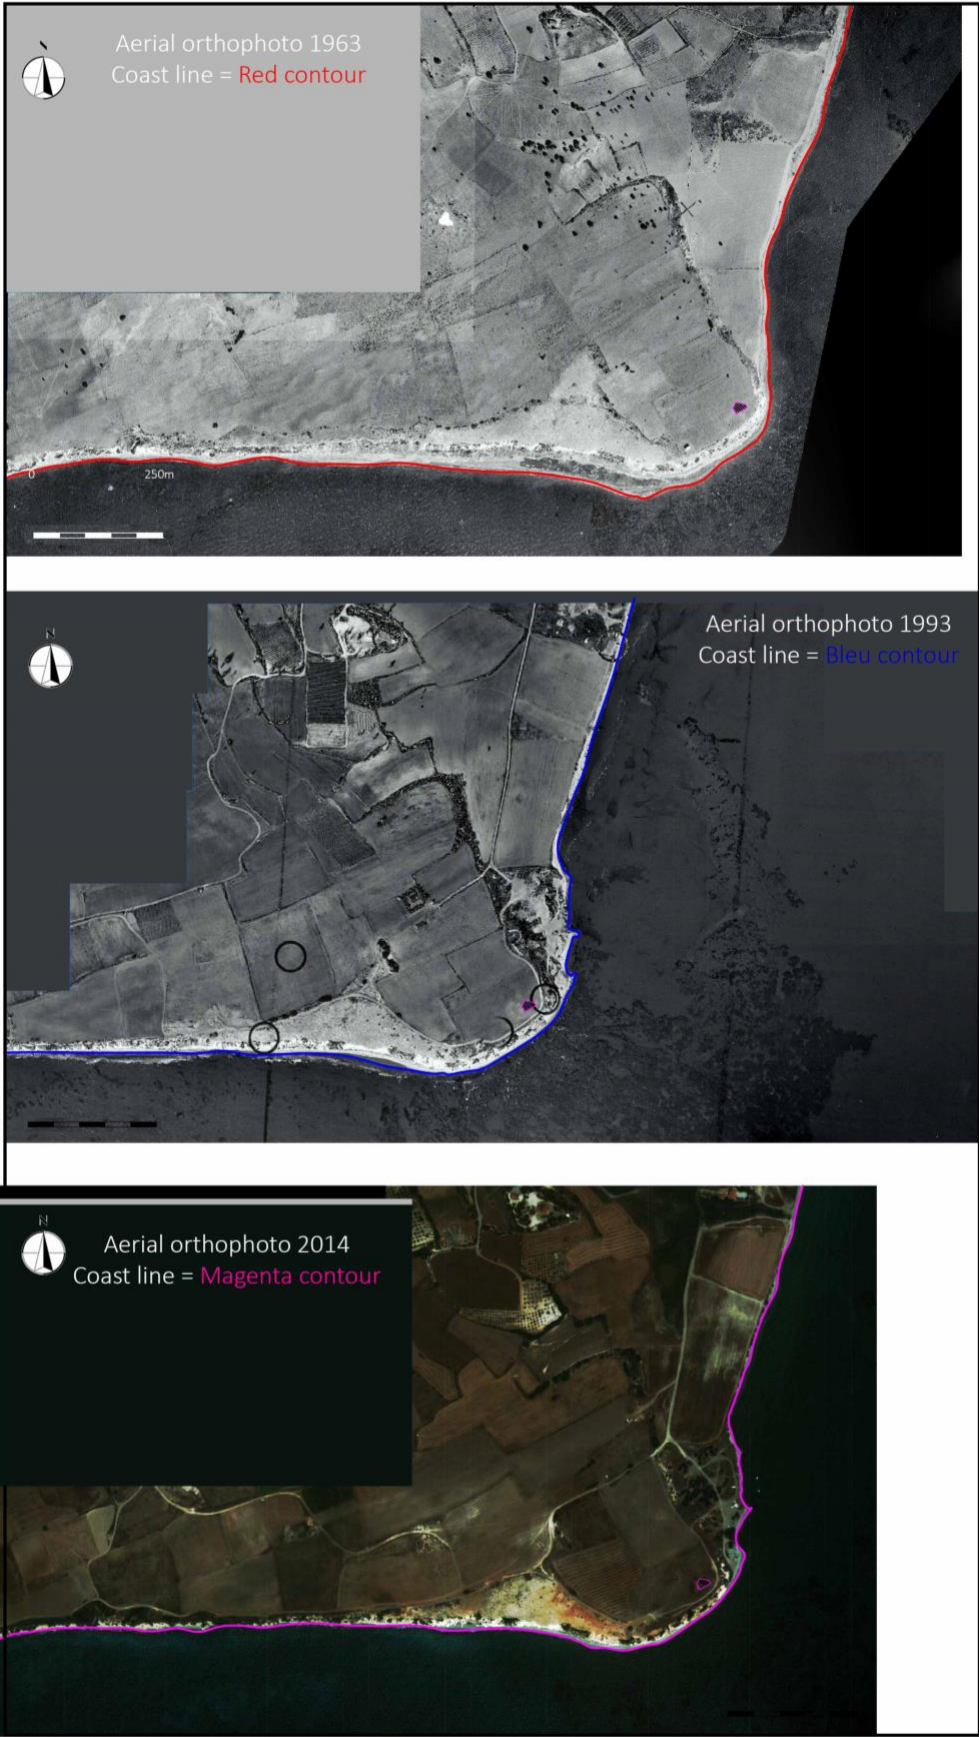 Aerial orthophoto 1963
Coast line = Red contour
0 250m
N
Aerial orthophoto 1993
Coast line = Bleu contour
N
Aerial orthophoto 2014
Coast line = Magenta contour